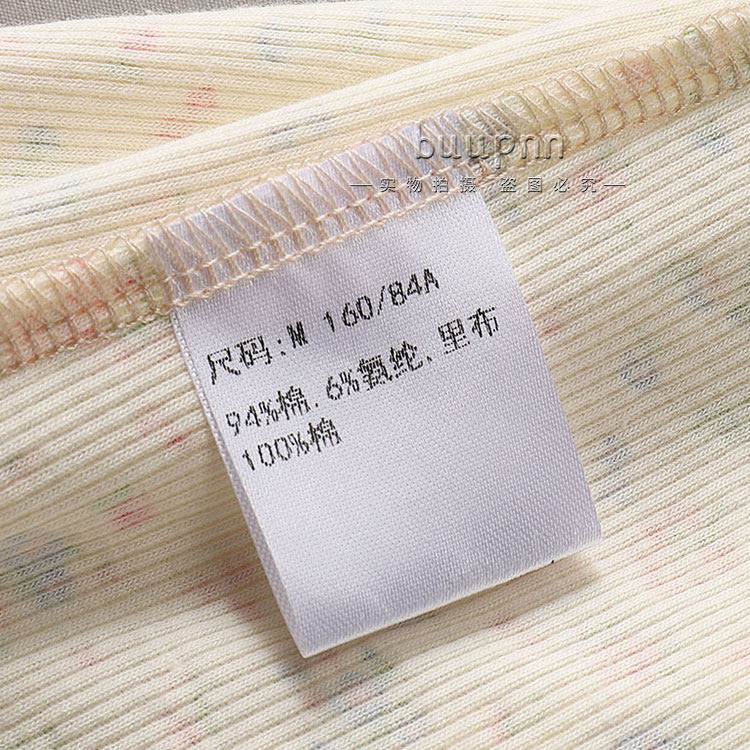 buupnn
实物拍摄 盗图必究
尺码:M 160/84A
94%棉、6%氨纶、里布
100%棉